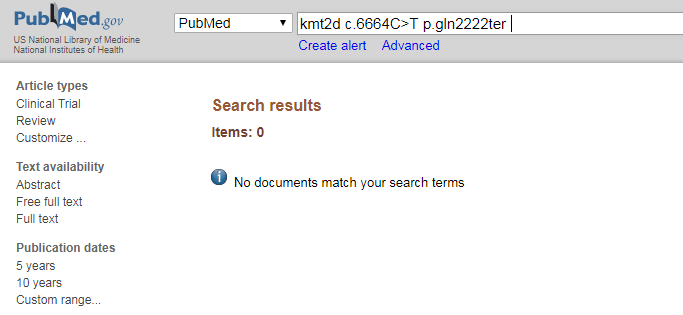 PubMed.gov
US National Library of Medicine
National Institutes of Health
PubMed
kmt2d c.6664C>T p.gln2222ter
Create alert Advanced
Article types
Clinical Trial
Review
Customize ...
Text availability
Abstract
Free full text
Full text
Publication dates
5 years
10 years
Custom range...
Search results
Items: 0
No documents match your search terms